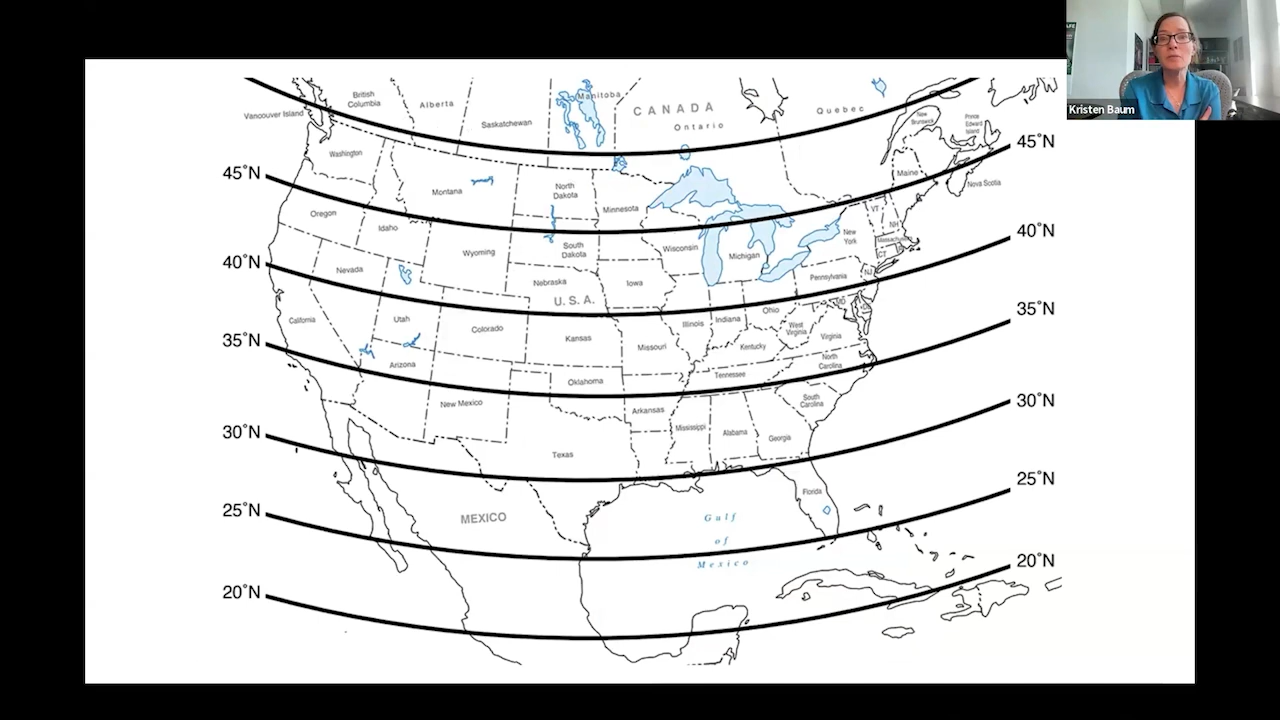 Kristen Baum
British
Columbia
Alberta
Saskatchewan
Manitoba
CANADA
Ontario
Quebec
Vancouver Island
New
Brunswick
Prince
Edward
Island
45°N
Washington
Maine
Nova Scotia
45°N
Montana
North
Dakota
Minnesota
VT
NH
Oregon
Idaho
Wisconsin
Michigan
New
York
Massachusetts
CT
40°N
Wyoming
South
Dakota
40°N
Nevada
Nebraska
Iowa
Pennsylvania
NJ
U.S.A.
MD
35°N
California
Utah
Colorado
Kansas
Missouri
Illinois
Indiana
Ohio
West
Virginia
Virginia
Kentucky
35°N
Arizona
Oklahoma
Tennessee
North
Carolina
New Mexico
Arkansas
South
Carolina
30°N
30°N
Mississippi
Alabama
Georgia
Texas
25°N
Florida
25°N
MEXICO
Gulf
of
Mexico
20°N
20°N